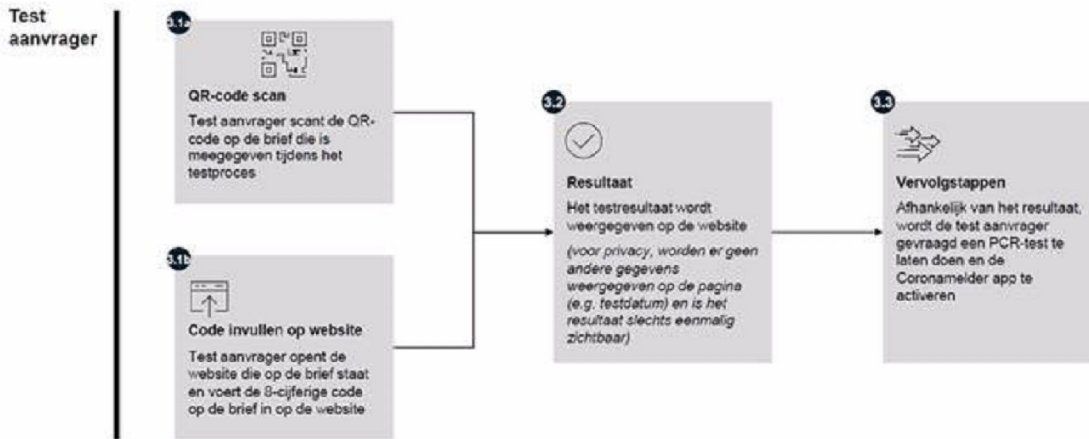 Test
aanvrager
3.1a
QR-code scan
Test aanvrager scant de QR-
code op de brief die is
meegegeven tijdens het
testproces
3.1b
Code invullen op website
Test aanvrager opent de
website die op de brief staat
en voert de 8-cijferige code
op de brief in op de website
3.2
Resultaat
Het testresultaat wordt
weergegeven op de website
(voor privacy, worden er geen
andere gegevens
weergegeven op de pagina
(e.g. testdatum) en is het
resultaat slechts eenmalig
zichtbaar)
3.3
Vervolgstappen
Afhankelijk van het resultaat,
wordt de test aanvrager
gevraagd een PCR-test te
laten doen en de
Coronamelder app te
activeren